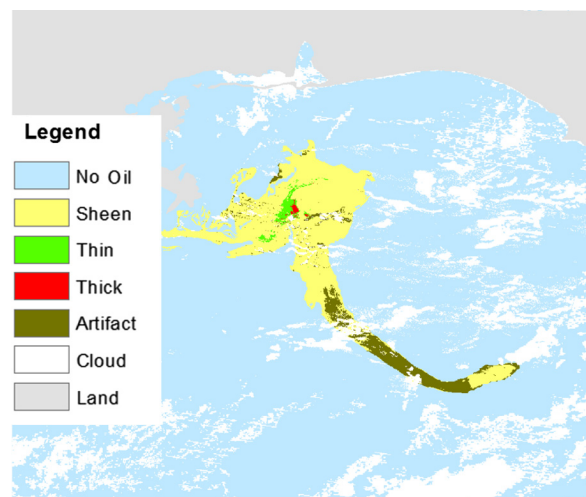 Legend
No Oil
Sheen
Thin
Thick
Artifact
Cloud
Land